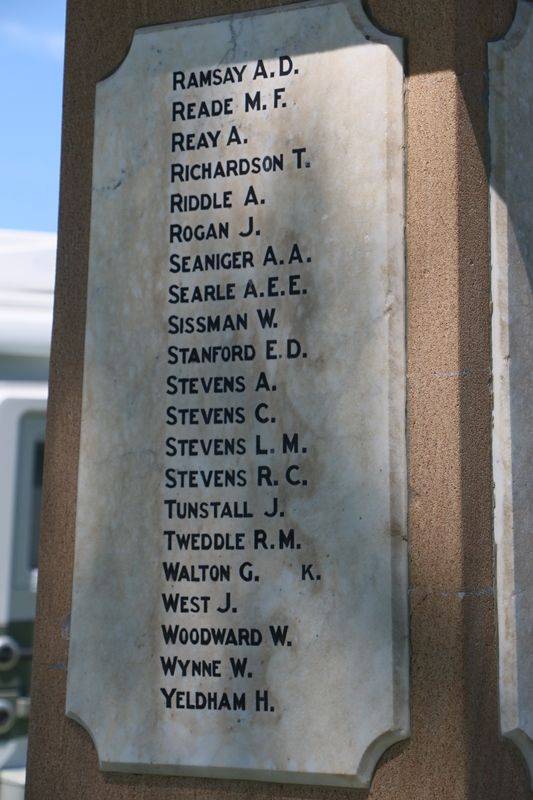 RAMSAY A.D.
READE M.F.
REAY A.
RICHARDSON T.
RIDDLE A.
ROGAN J.
SEANIGER A.A.
SEARLE A.E.E.
SISSMAN W.
STANFORD E.D.
STEVENS A.
STEVENS C.
STEVENS L.M.
STEVENS R.C.
TUNSTALL J.
TWEDDLE R.M.
WALTON G. K.
WEST J.
WOODWARD W.
WYNNE W.
YELDHAM H.